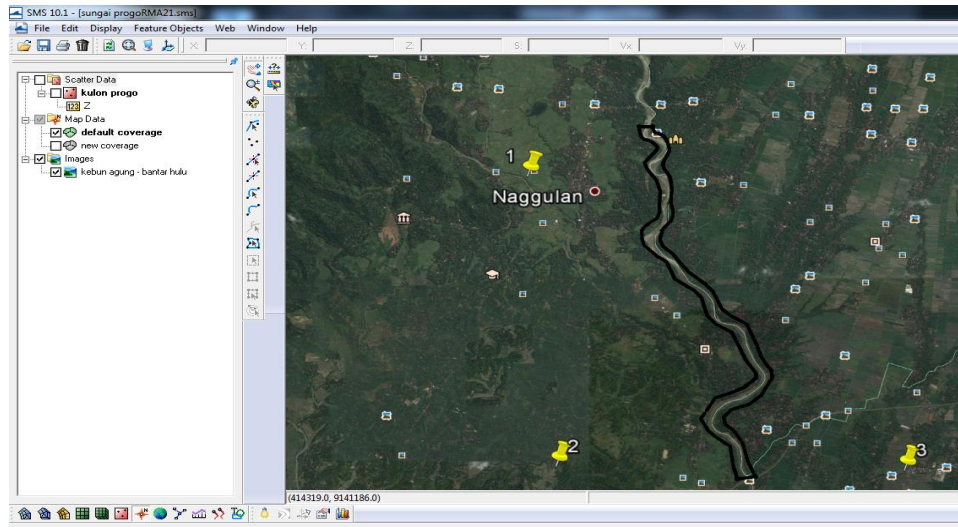 SMS 10.1 - [sungai progoRMA21.sms]
File Edit Display Feature Objects Web Window Help
X: Y: Z: S: Vx: Vy:
Scatter Data
kulon progo
123 Z
Map Data
default coverage
new coverage
Images
kebun agung - bantar hulu
1
Naggulan
2
3
(414319.0, 9141186.0)